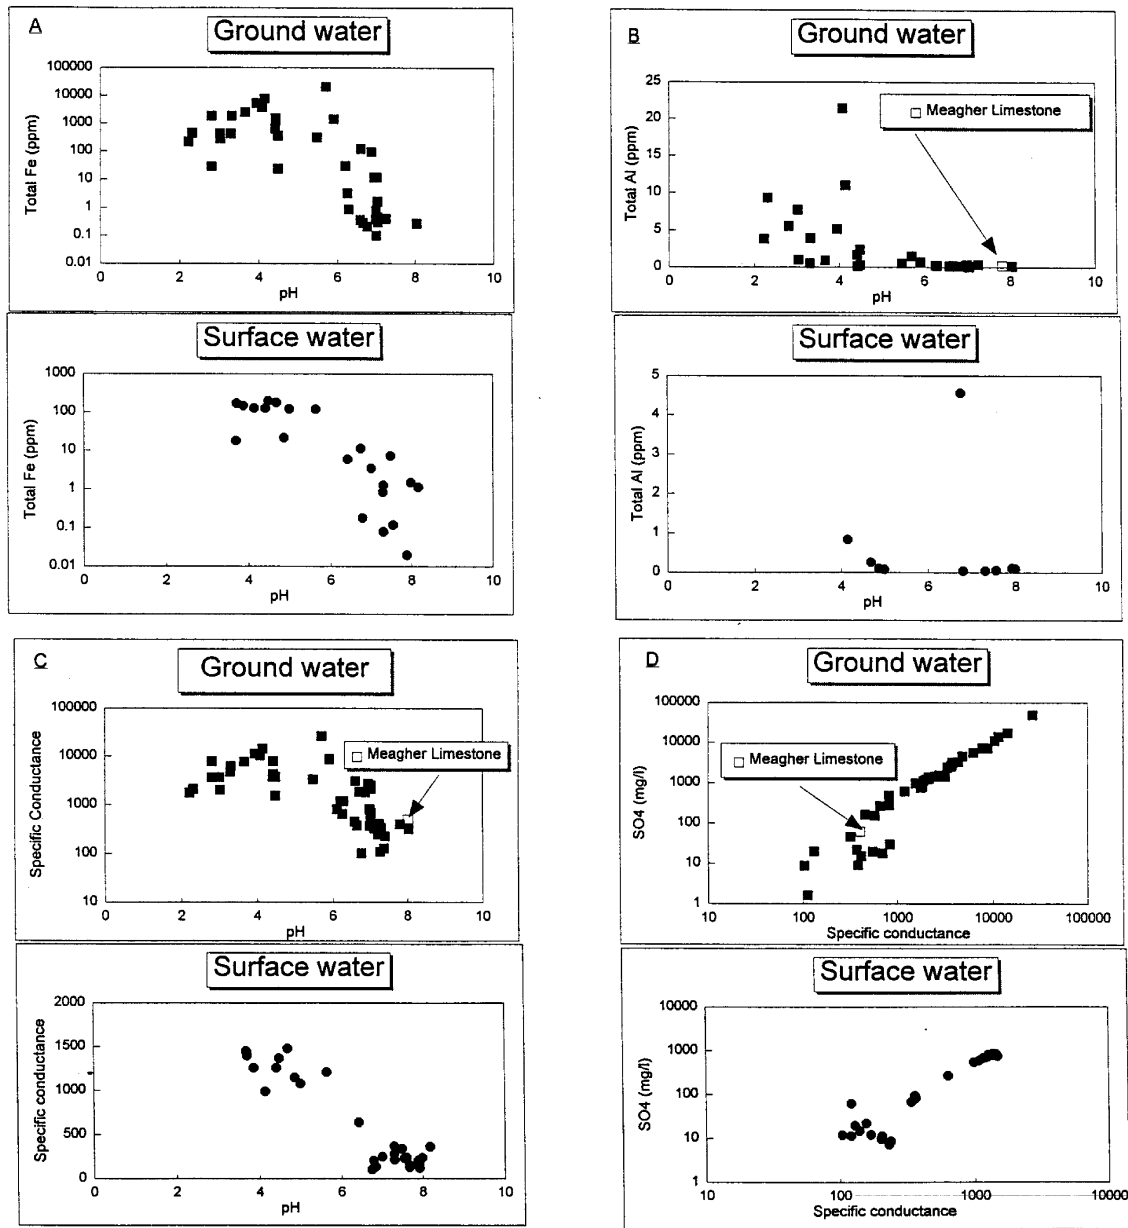 A
Ground water
Total Fe (ppm)
100000
10000
1000
100
10
1
0.1
0.01
0
2
4
6
8
10
pH
Surface water
Total Fe (ppm)
1000
100
10
1
0.1
0.01
0
2
4
6
8
10
pH
B
Ground water
Meagher Limestone
Total Al (ppm)
25
20
15
10
5
0
0
2
4
6
8
10
pH
Surface water
Total Al (ppm)
5
4
3
2
1
0
0
2
4
6
8
10
pH
C
Ground water
Meagher Limestone
Specific Conductance
100000
10000
1000
100
10
0
2
4
6
8
10
pH
Surface water
Specific conductance
2000
1500
1000
500
0
0
2
4
6
8
10
pH
D
Ground water
Meagher Limestone
SO4 (mg/l)
100000
10000
1000
100
10
1
10
100
1000
10000
100000
Specific conductance
Surface water
SO4 (mg/l)
10000
1000
100
10
1
10
100
1000
10000
Specific conductance